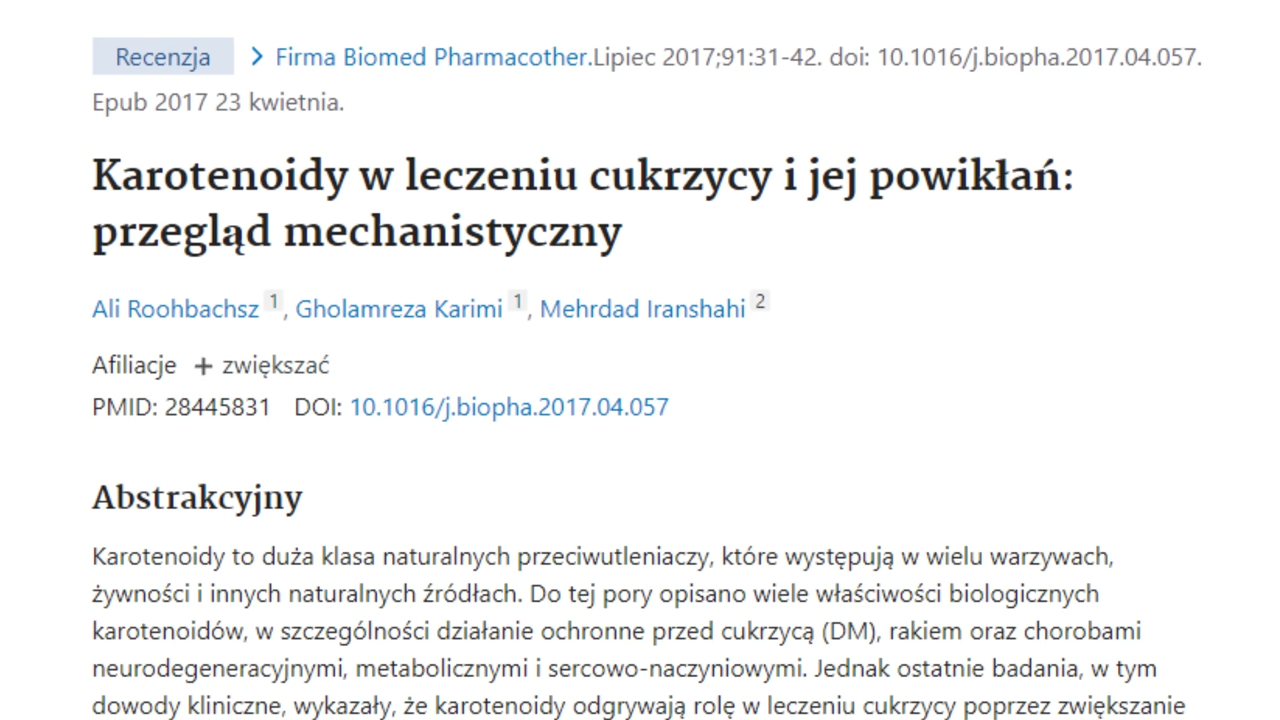 Recenzja > Firma Biomed Pharmacother.Lipiec 2017;91:31-42. doi: 10.1016/j.biopha.2017.04.057.
Epub 2017 23 kwietnia.
Karotenoidy w leczeniu cukrzycy i jej powikłań:
przegląd mechanistyczny
Ali Roohbachsz 1, Gholamreza Karimi 1, Mehrdad Iranshahi 2
Afiliacje + zwiększać
PMID: 28445831 DOI: 10.1016/j.biopha.2017.04.057
Abstrakcyjny
Karotenoidy to duża klasa naturalnych przeciwutleniaczy, które występują w wielu warzywach,
żywności i innych naturalnych źródłach. Do tej pory opisano wiele właściwości biologicznych
karotenoidów, w szczególności działanie ochronne przed cukrzycą (DM), rakiem oraz chorobami
neurodegeneracyjnymi, metabolicznymi i sercowo-naczyniowymi. Jednak ostatnie badania, w tym
dowody kliniczne, wykazały, że karotenoidy odgrywają rolę w leczeniu cukrzycy poprzez zwiększanie